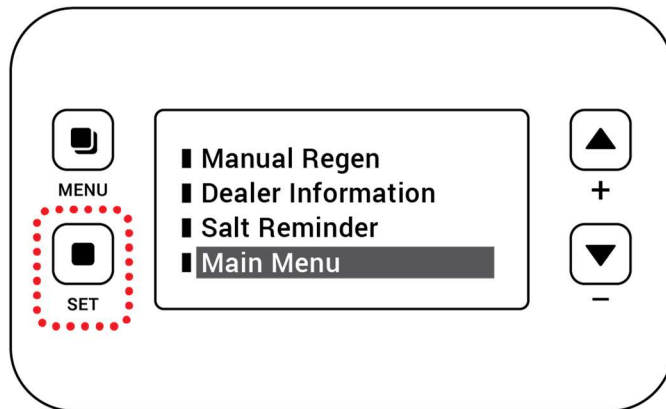 MENU
SET
Manual Regen
Dealer Information
Salt Reminder
Main Menu
+
−